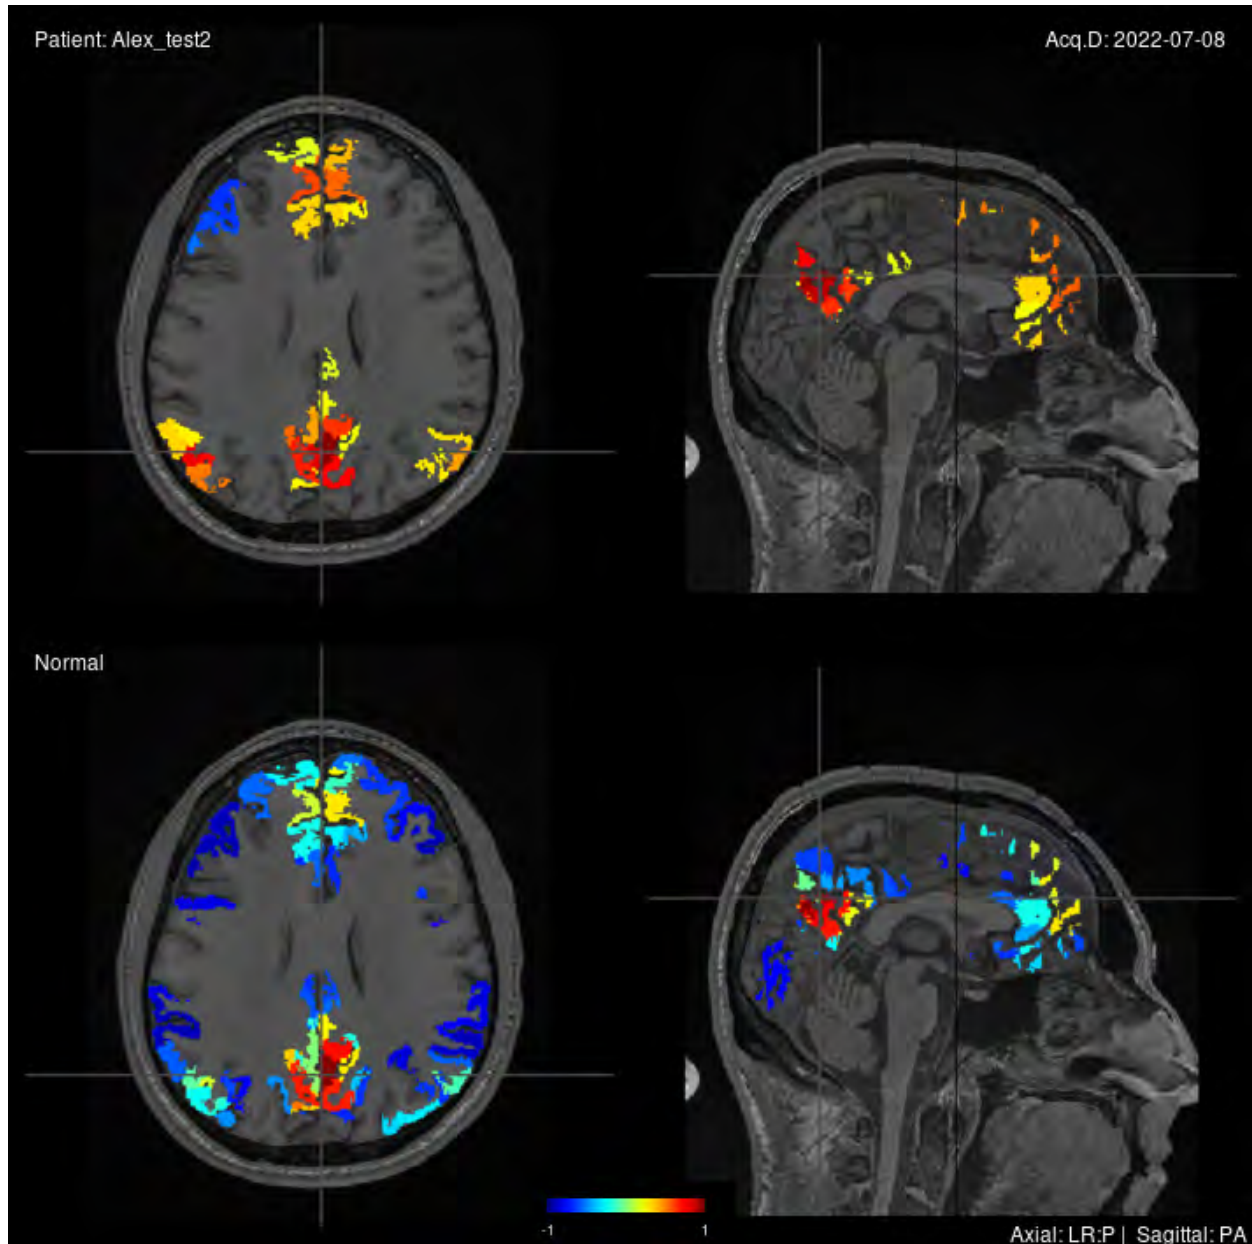 Patient: Alex_test2
Acq.D: 2022-07-08
Normal
-1
1
Axial: LR:P | Sagittal: PA